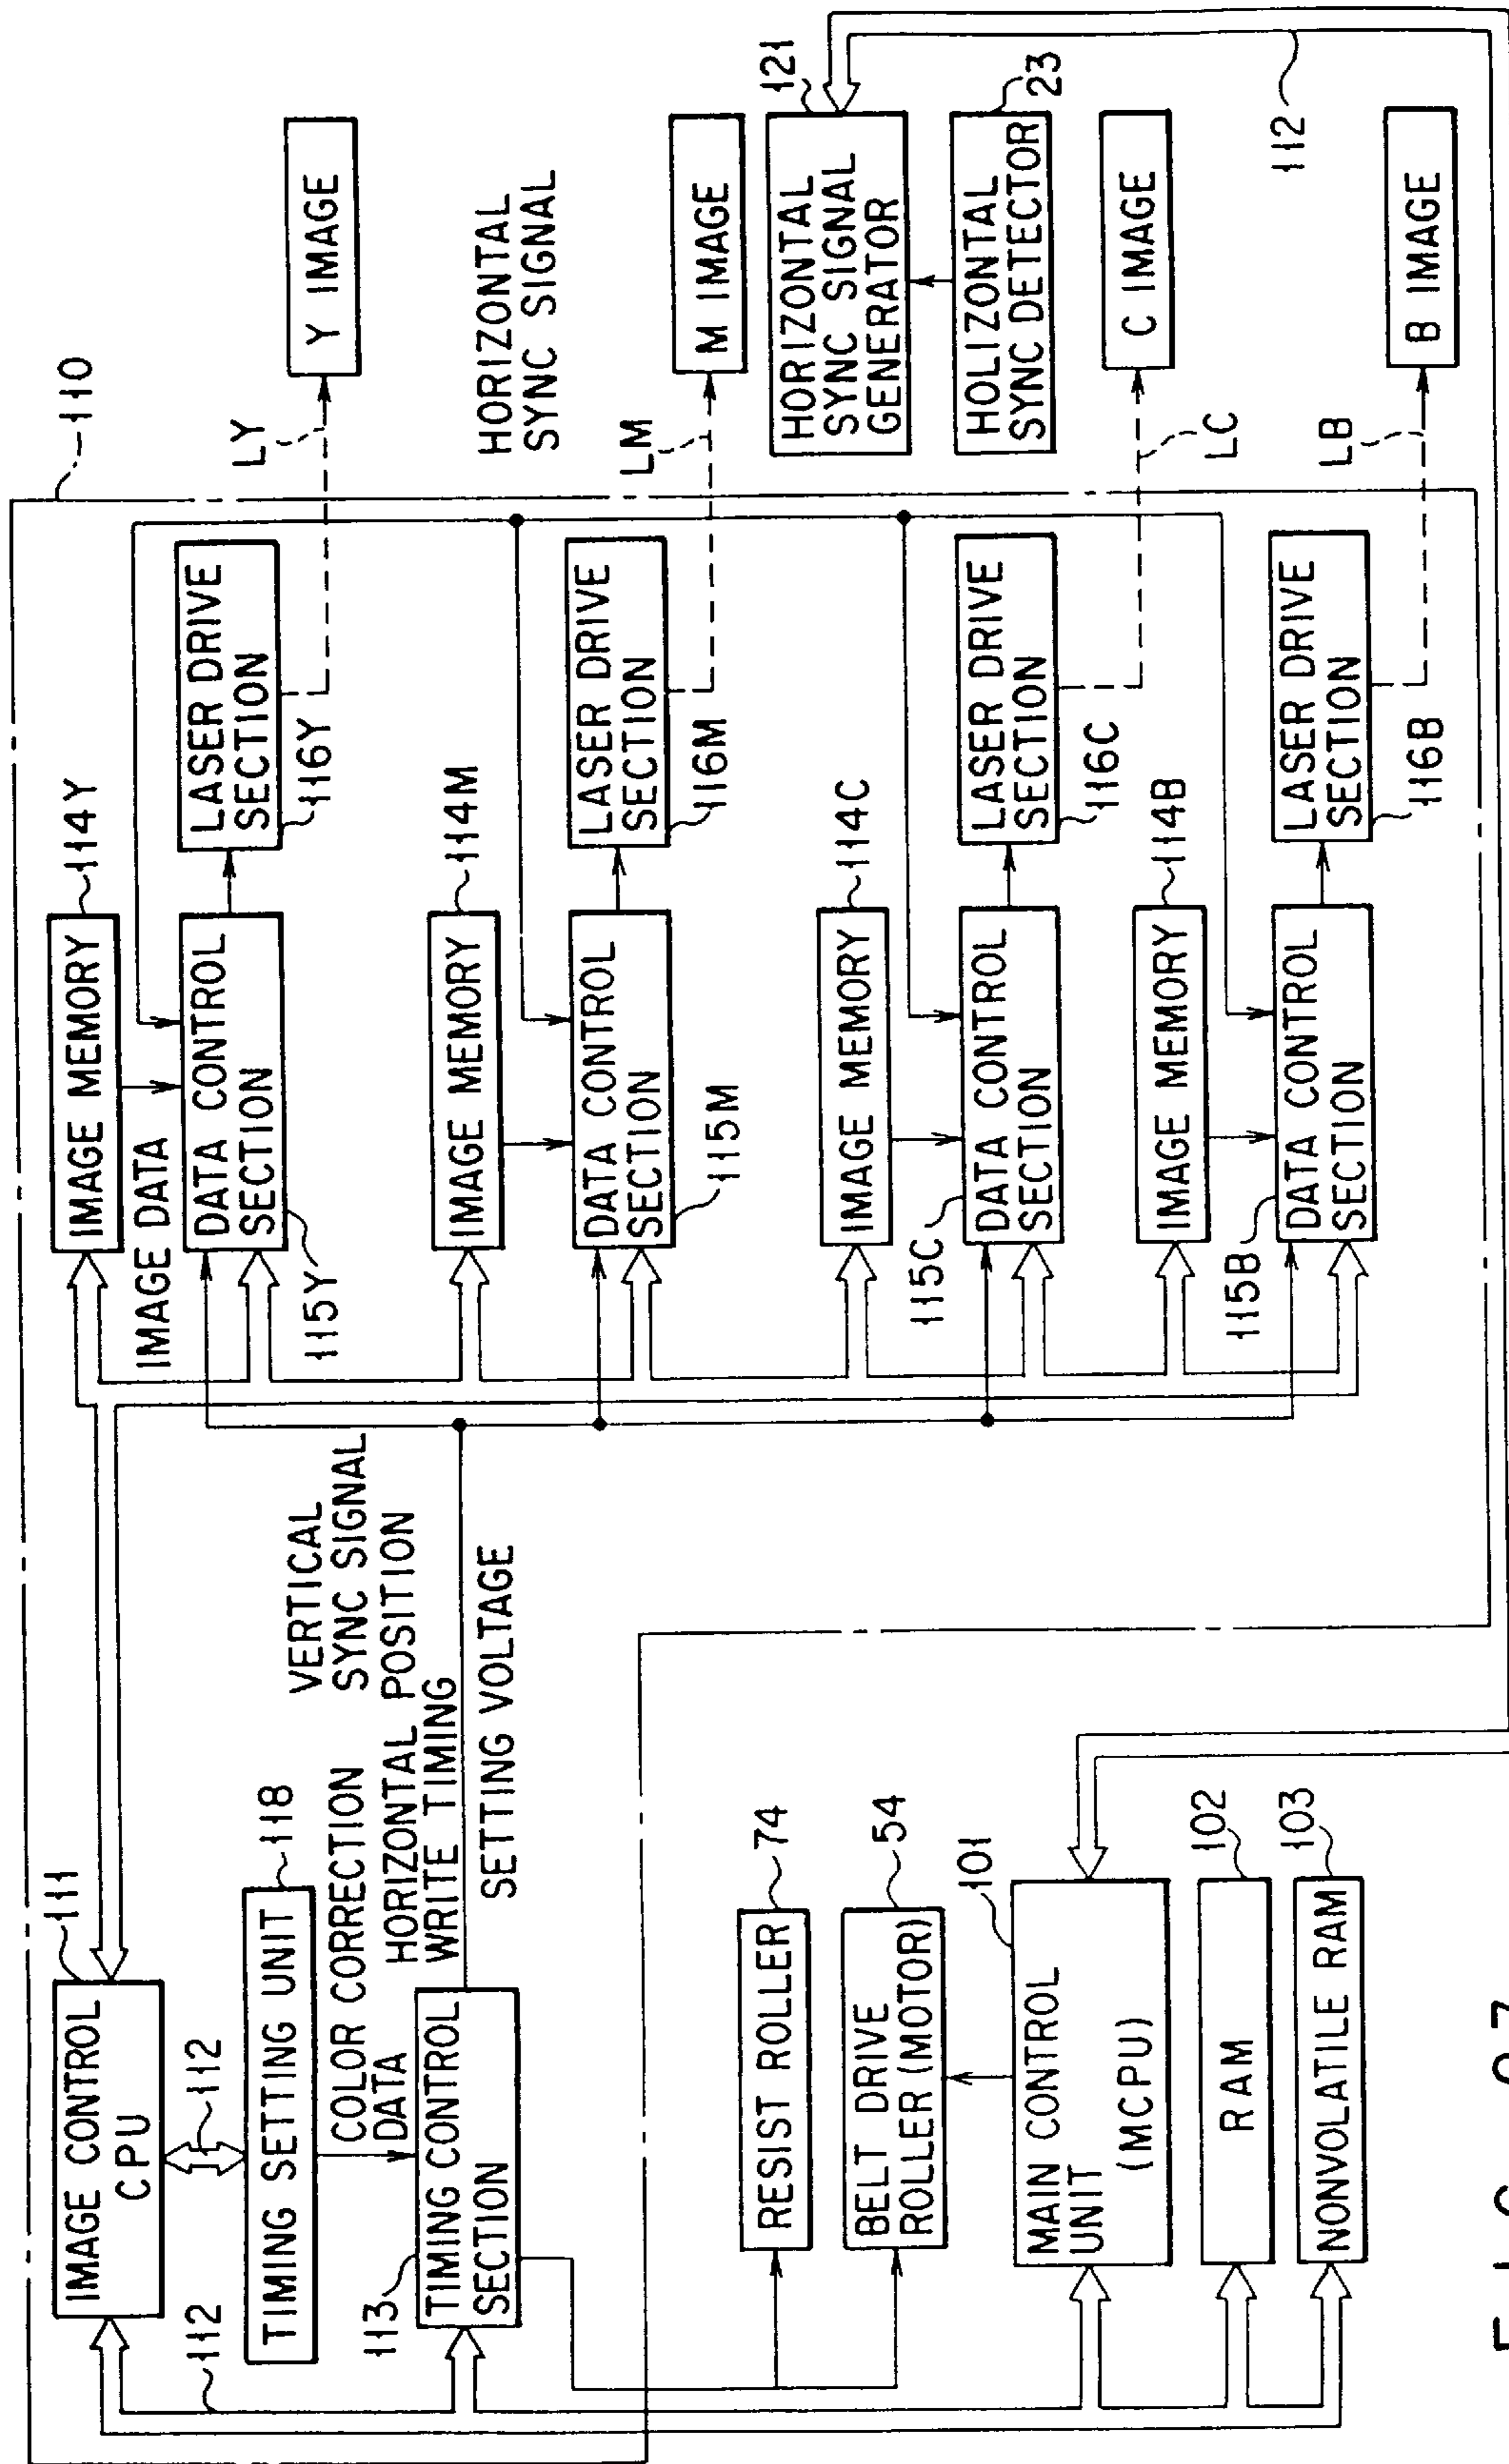 110
111
IMAGE CONTROL
CPU
112
112
TIMING SETTING UNIT
118
COLOR CORRECTION
DATA
113
TIMING CONTROL
SECTION
VERTICAL
SYNC SIGNAL
HORIZONTAL POSITION
WRITE TIMING
SETTING VOLTAGE
RESIST ROLLER
74
BELT DRIVE
ROLLER (MOTOR)
54
101
MAIN CONTROL
UNIT
(MCPU)
RAM
102
NONVOLATILE RAM
103
IMAGE MEMORY
114Y
IMAGE DATA
DATA CONTROL
SECTION
115Y
LASER DRIVE
SECTION
116Y
LY
Y IMAGE
HORIZONTAL
SYNC SIGNAL
IMAGE MEMORY
114M
DATA CONTROL
SECTION
115M
LASER DRIVE
SECTION
116M
LM
M IMAGE
121
HORIZONTAL
SYNC SIGNAL
GENERATOR
HOLIZONTAL
SYNC DETECTOR
23
IMAGE MEMORY
114C
115C
DATA CONTROL
SECTION
LASER DRIVE
SECTION
116C
LC
C IMAGE
112
IMAGE MEMORY
114B
115B
DATA CONTROL
SECTION
LASER DRIVE
SECTION
116B
LB
B IMAGE